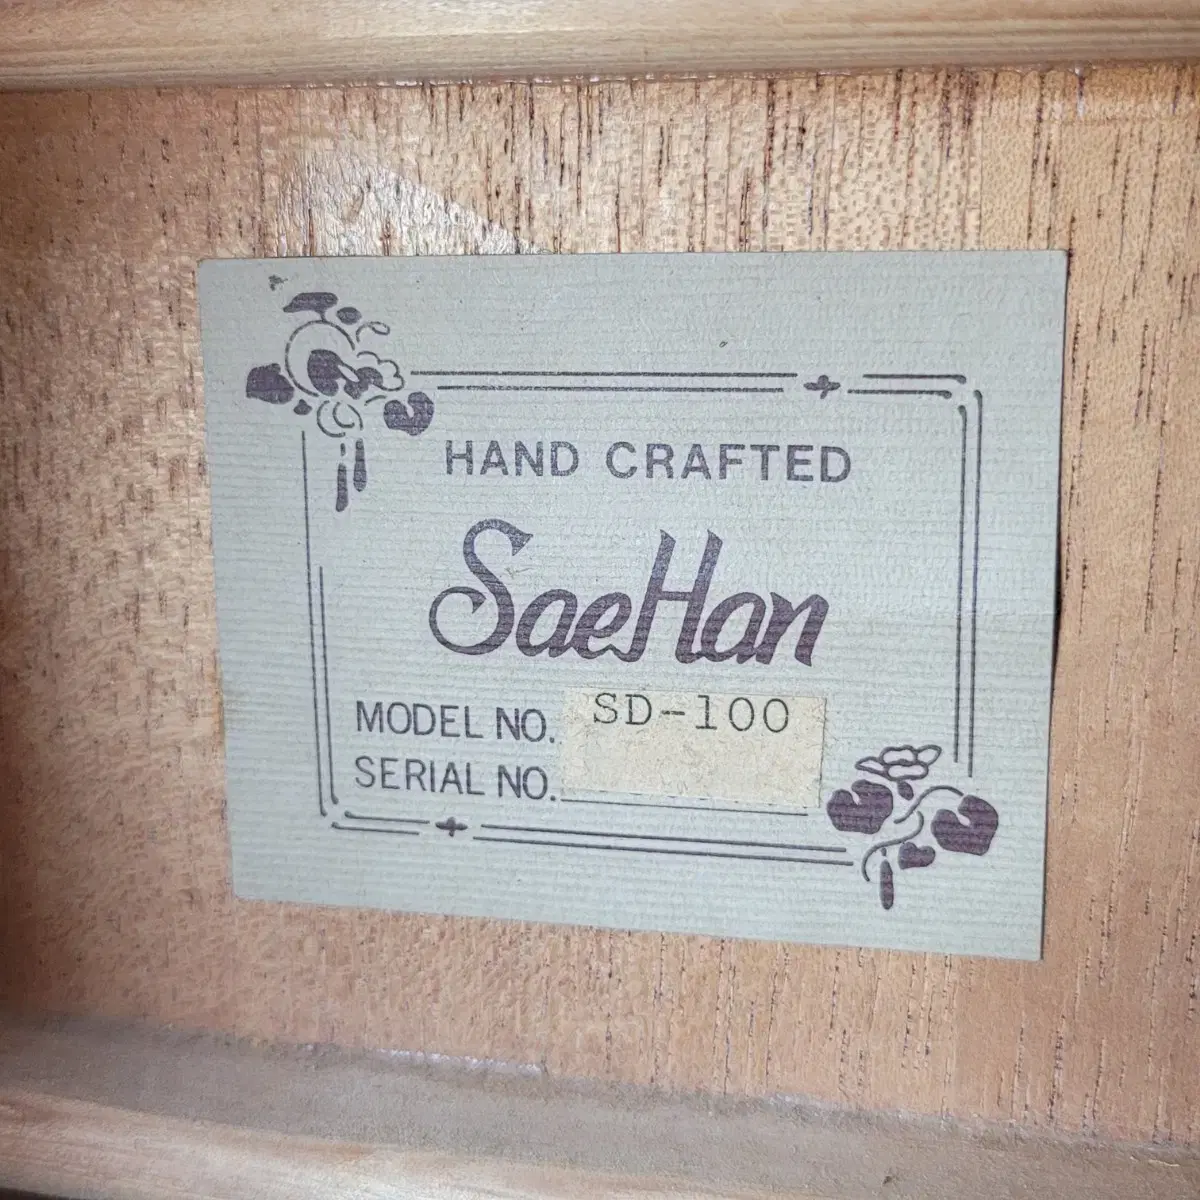 HAND CRAFTED
SaeHan
MODEL NO. SD-100
SERIAL NO.